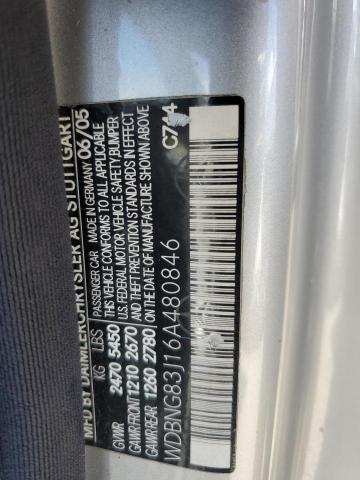 MFD BY DAIMLERCHRYSLER AG STUTTGART
PASSENGER CAR MADE IN GERMANY 06/05
THIS VEHICLE CONFORMS TO ALL APPLICABLE
U.S. FEDERAL MOTOR VEHICLE SAFETY, BUMPER
AND THEFT PREVENTION STANDARDS IN EFFECT
ON THE DATE OF MANUFACTURE SHOWN ABOVE
KG LBS
GVWR 2470 5450
GAWR FRONT 1210 2670
GAWR REAR 1260 2780
C744
WDBNG83J16A480846